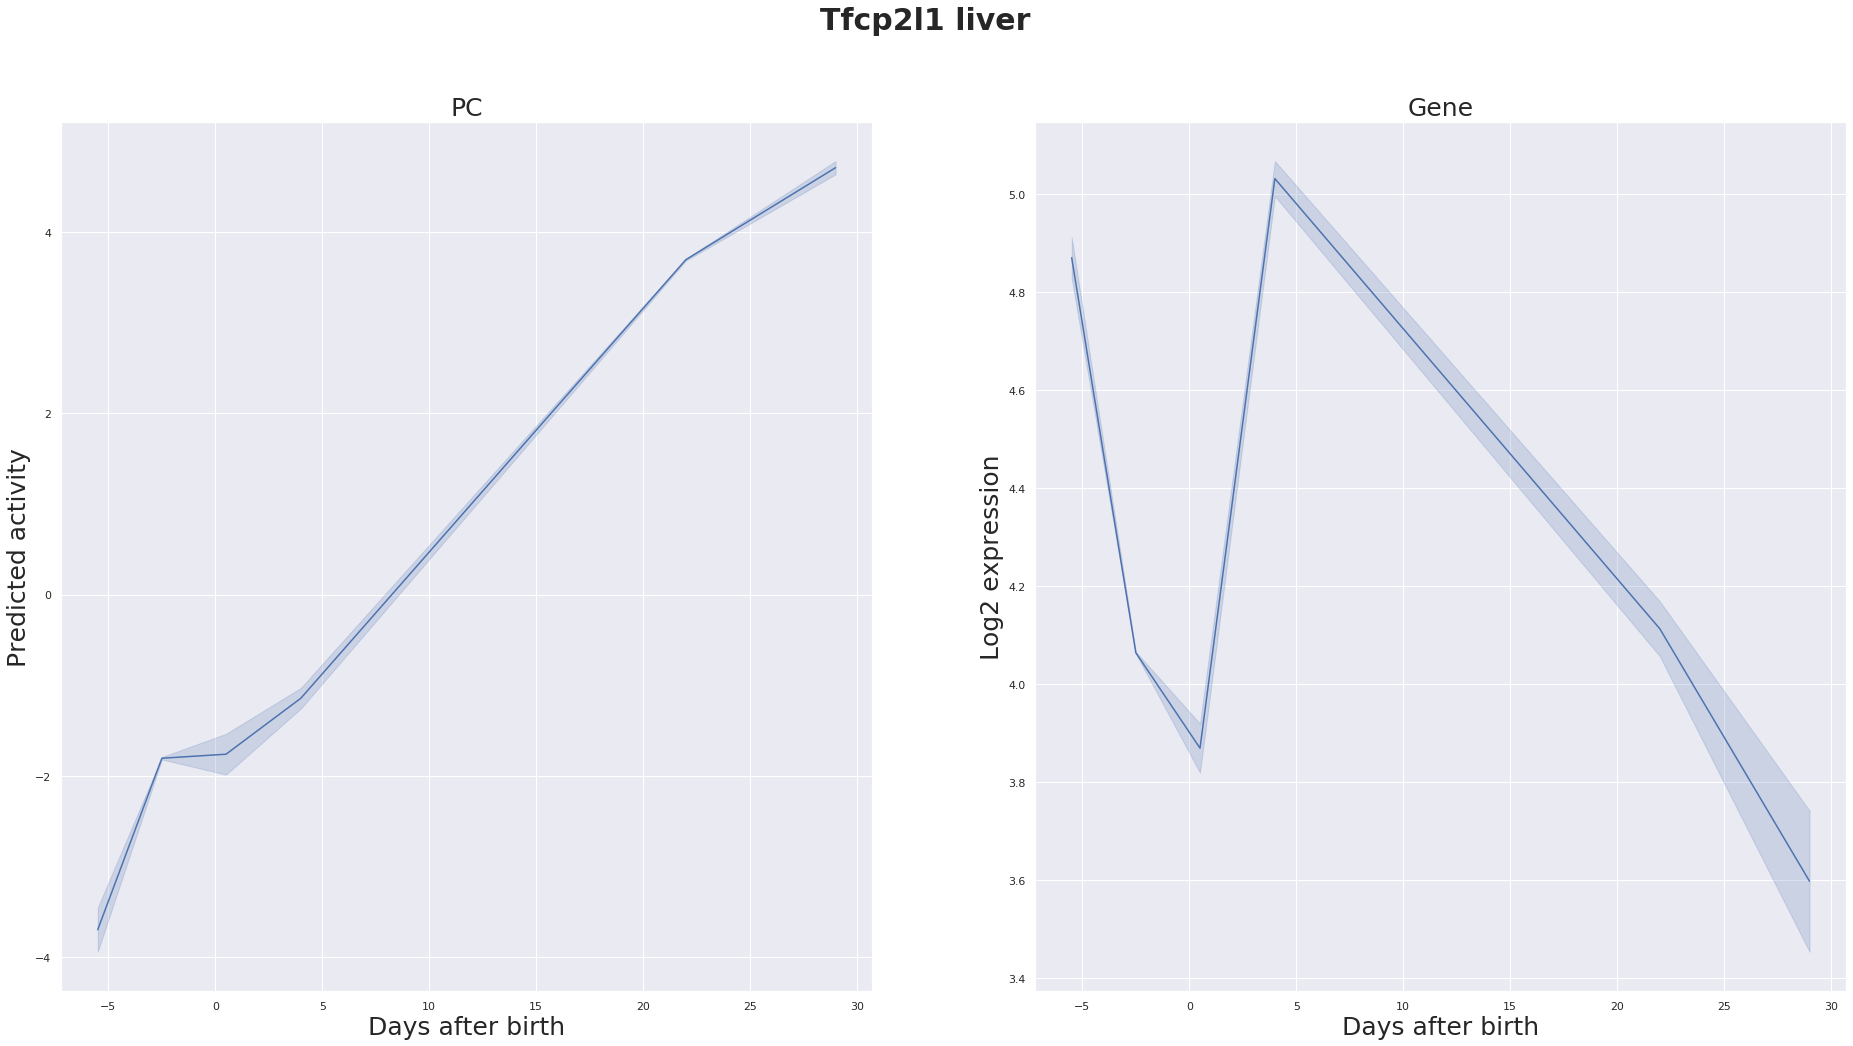 Tfcp2l1 liver
PC
Predicted activity
4
2
0
−2
−4
−5 0 5 10 15 20 25 30
Days after birth
Gene
Log2 expression
5.0
4.8
4.6
4.4
4.2
4.0
3.8
3.6
3.4
−5 0 5 10 15 20 25 30
Days after birth